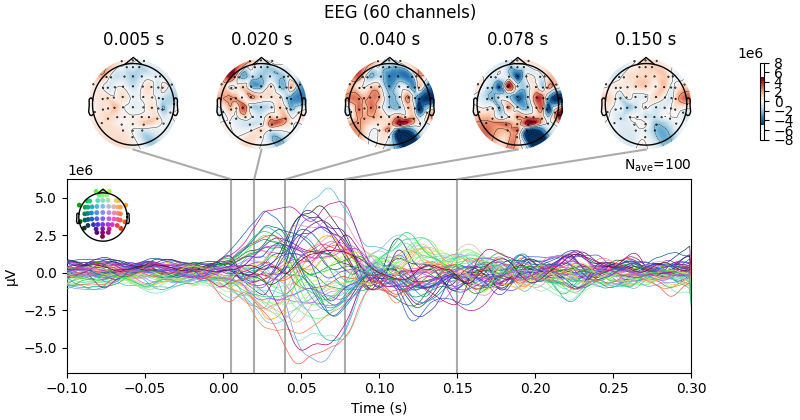 EEG (60 channels)
0.005 s 0.020 s 0.040 s 0.078 s 0.150 s
1e6
8
6
4
2
0
−2
−4
−6
−8
Nave=100
1e6
5.0
2.5
0.0
−2.5
−5.0
µV
−0.10 −0.05 0.00 0.05 0.10 0.15 0.20 0.25 0.30
Time (s)